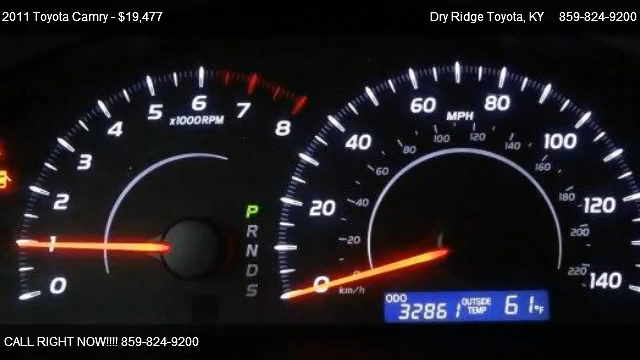 2011 Toyota Camry - $19,477 Dry Ridge Toyota, KY 859-824-9200
0 1 2 3 4 5 6 7 8
x1000RPM
P
R
N
D
S
0 20 40 60 80 100 120 140
MPH
0 20 40 60 80 100 120 140 160 180 200 220
km/h
ODO 32861 OUTSIDE TEMP 61°F
CALL RIGHT NOW!!!! 859-824-9200